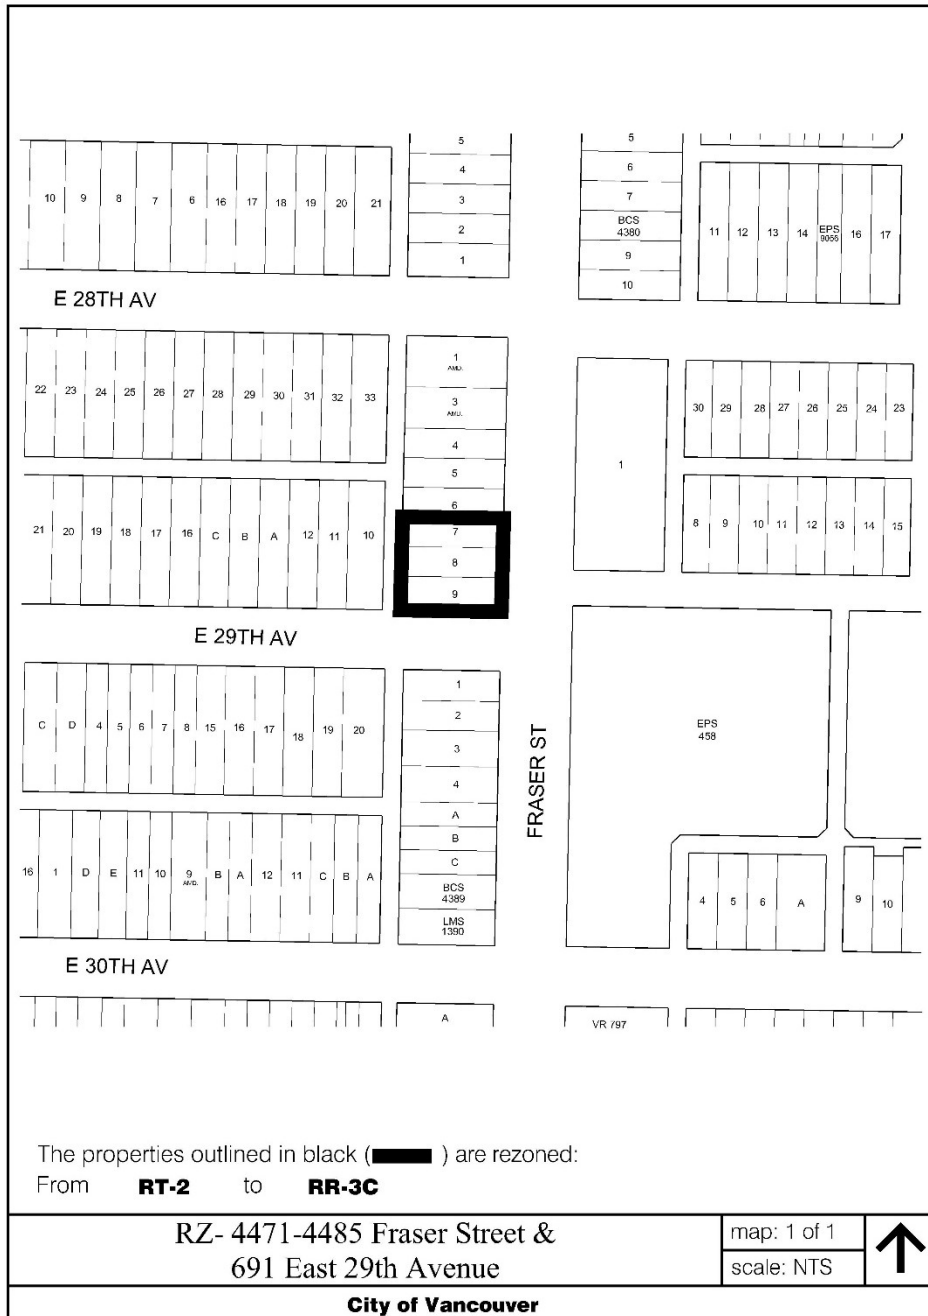 5
4
3
2
1
5
6
7
BCS
4380
9
10
10 9 8 7 6 16 17 18 19 20 21
11 12 13 14 EPS 16 17
9066
E 28TH AV
22 23 24 25 26 27 28 29 30 31 32 33
1
AMD.
3
AMD.
4
5
6
7
8
9
1
30 29 28 27 26 25 24 23
21 20 19 18 17 16 C B A 12 11 10
8 9 10 11 12 13 14 15
E 29TH AV
C D 4 5 6 7 8 15 16 17 18 19 20
1
2
3
4
A
B
C
BCS
4389
LMS
1390
FRASER ST
EPS
458
16 1 D E 11 10 9 B A 12 11 C B A
AMD.
4 5 6 A 9 10
E 30TH AV
A
VR 797
The properties outlined in black ( ) are rezoned:
From RT-2 to RR-3C
RZ- 4471-4485 Fraser Street &
691 East 29th Avenue
map: 1 of 1
scale: NTS
City of Vancouver